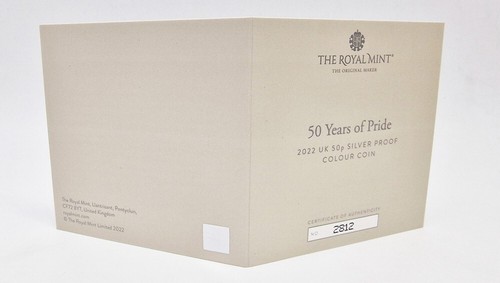 THE ROYAL MINT®
THE ORIGINAL MAKER
50 Years of Pride
2022 UK 50p SILVER PROOF
COLOUR COIN
CERTIFICATE OF AUTHENTICITY
NO. 2812
The Royal Mint, Llantrisant, Pontyclun,
CF72 8YT, United Kingdom
royalmint.com
© The Royal Mint Limited 2022